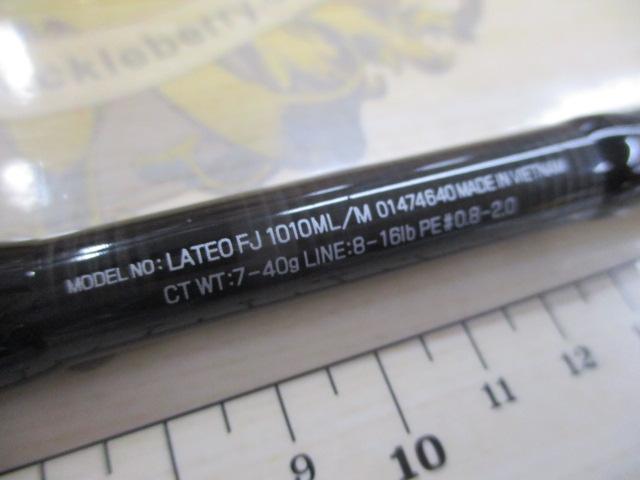 ckleberry
MODEL NO: LATEO FJ 1010ML/M 01474640 MADE IN VIETNAM
CT WT:7-40g LINE:8-16lb PE#0.8-2.0
9 10 11 12